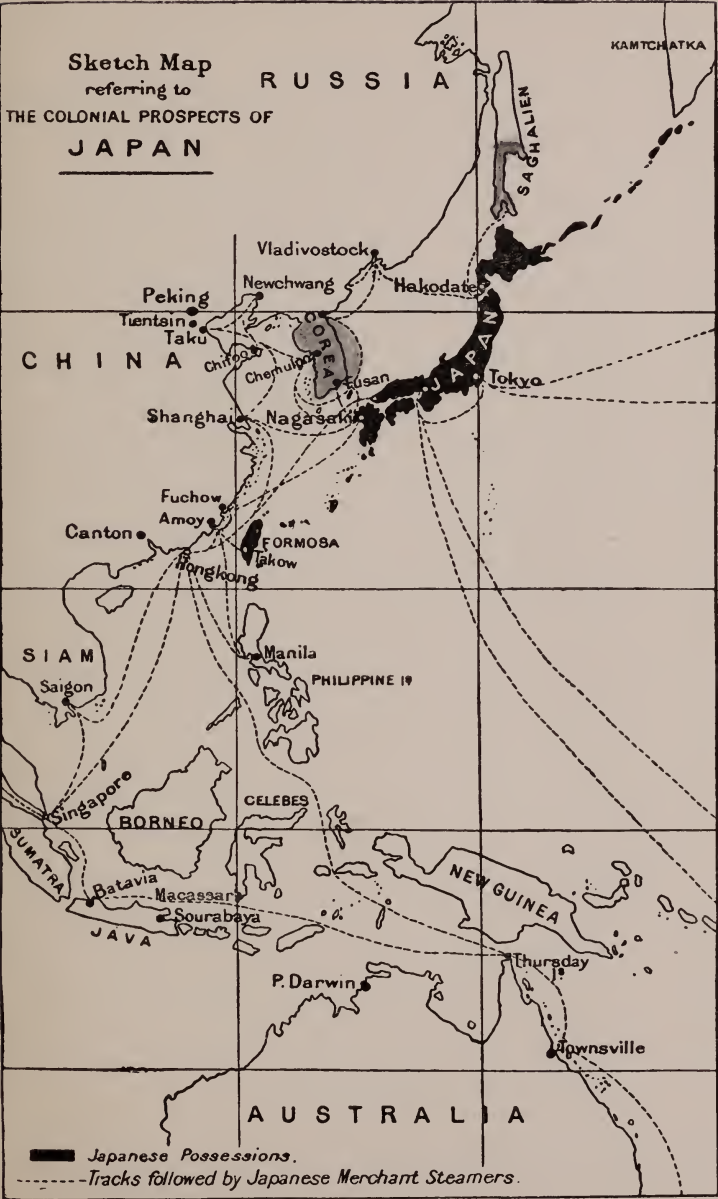 Sketch Map
referring to
THE COLONIAL PROSPECTS OF
JAPAN
RUSSIA
KAMTCHATKA
SAGHALIEN
Vladivostock
Newchwang
Hakodate
Peking
Tientsin
Taku
COREA
JAPAN
CHINA
Chifoo
Chemulpo
Fusan
Tokyo
Shanghai
Nagasaki
Fuchow
Amoy
Canton
FORMOSA
Takow
Hongkong
SIAM
Manila
Saigon
PHILIPPINE Is
Singapore
BORNEO
CELEBES
SUMATRA
NEW GUINEA
Batavia
Macassar
Sourabaya
JAVA
Thursday
Is
P. Darwin
Townsville
AUSTRALIA
Japanese Possessions.
Tracks followed by Japanese Merchant Steamers.